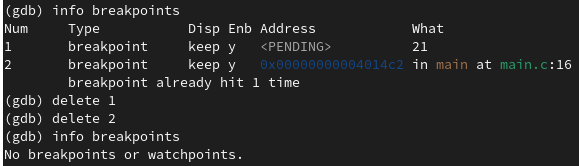 (gdb) info breakpoints
Num     Type           Disp Enb Address            What
1       breakpoint     keep y   <PENDING>          21
2       breakpoint     keep y   0x00000000004014c2 in main at main.c:16
        breakpoint already hit 1 time
(gdb) delete 1
(gdb) delete 2
(gdb) info breakpoints
No breakpoints or watchpoints.